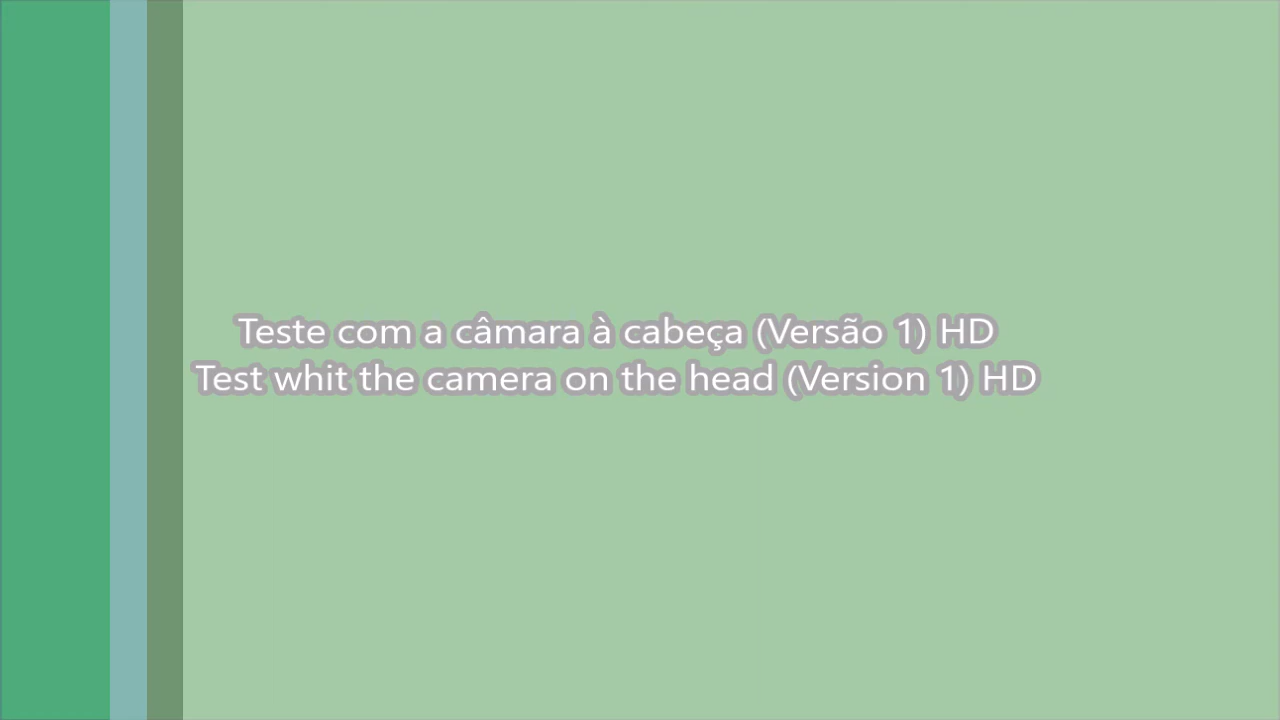 Teste com a câmara à cabeça (Versão 1) HD
Test whit the camera on the head (Version 1) HD